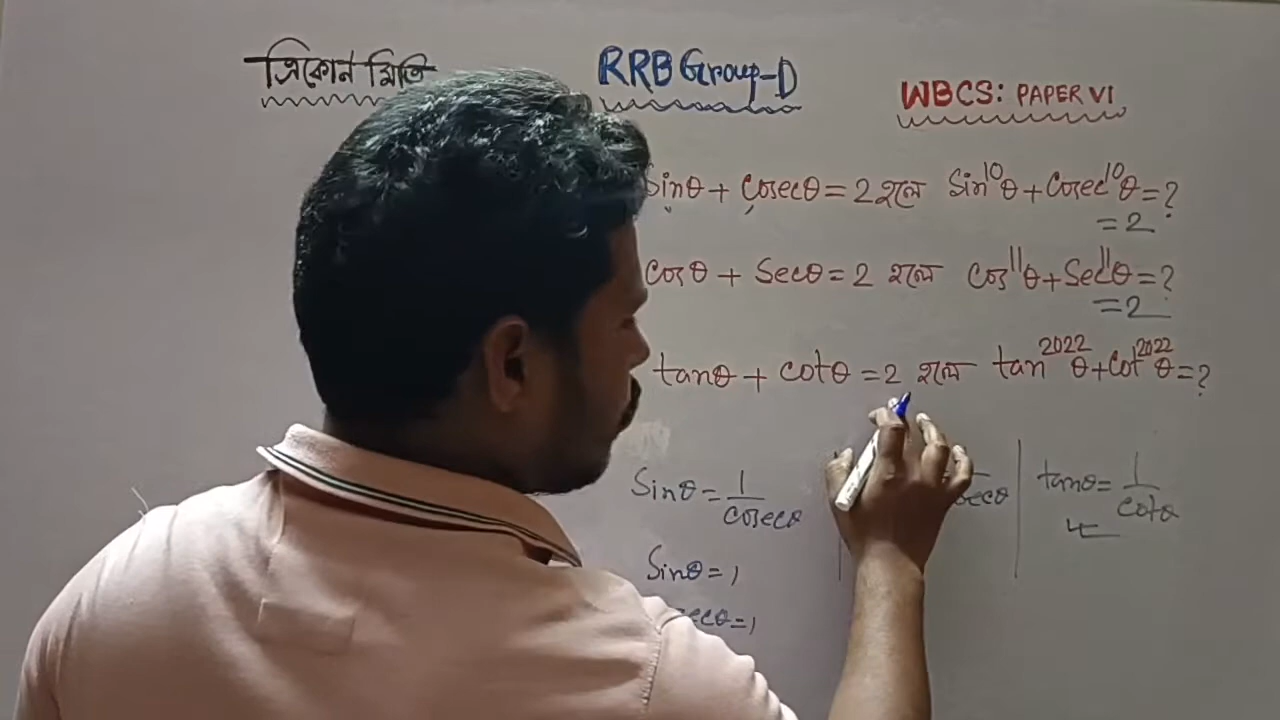 ত্রিকোন মিতি
RRB Group-D
WBCS: PAPER VI,
Sinθ + Cosecθ = 2 হলে Sin¹⁰θ + Cosec¹⁰θ = ?
= 2
Cosθ + Secθ = 2 হলে Cos¹¹θ + Sec¹¹θ = ?
= 2
tanθ + cotθ = 2 হলে tan²⁰²²θ + Cot²⁰²²θ = ?
Sinθ = 1/Cosecθ
tanθ = 1/Cotθ
Sinθ = 1